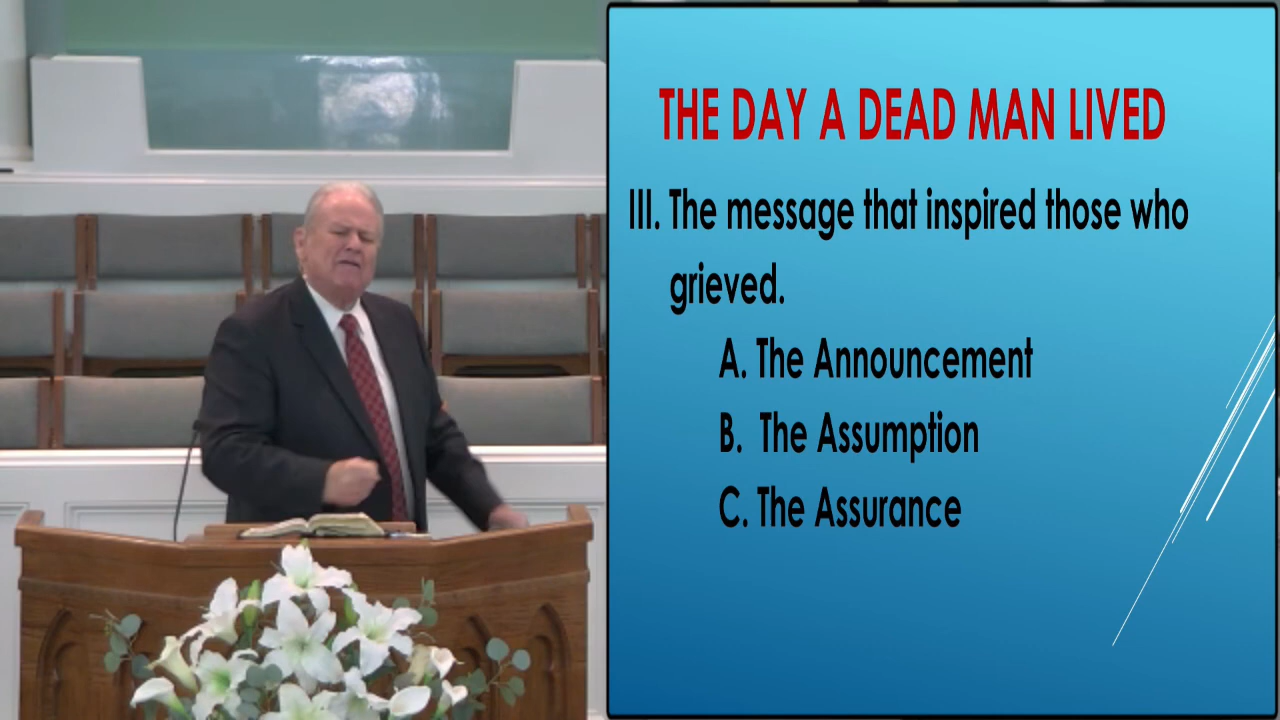 THE DAY A DEAD MAN LIVED
III. The message that inspired those who
grieved.
A. The Announcement
B. The Assumption
C. The Assurance